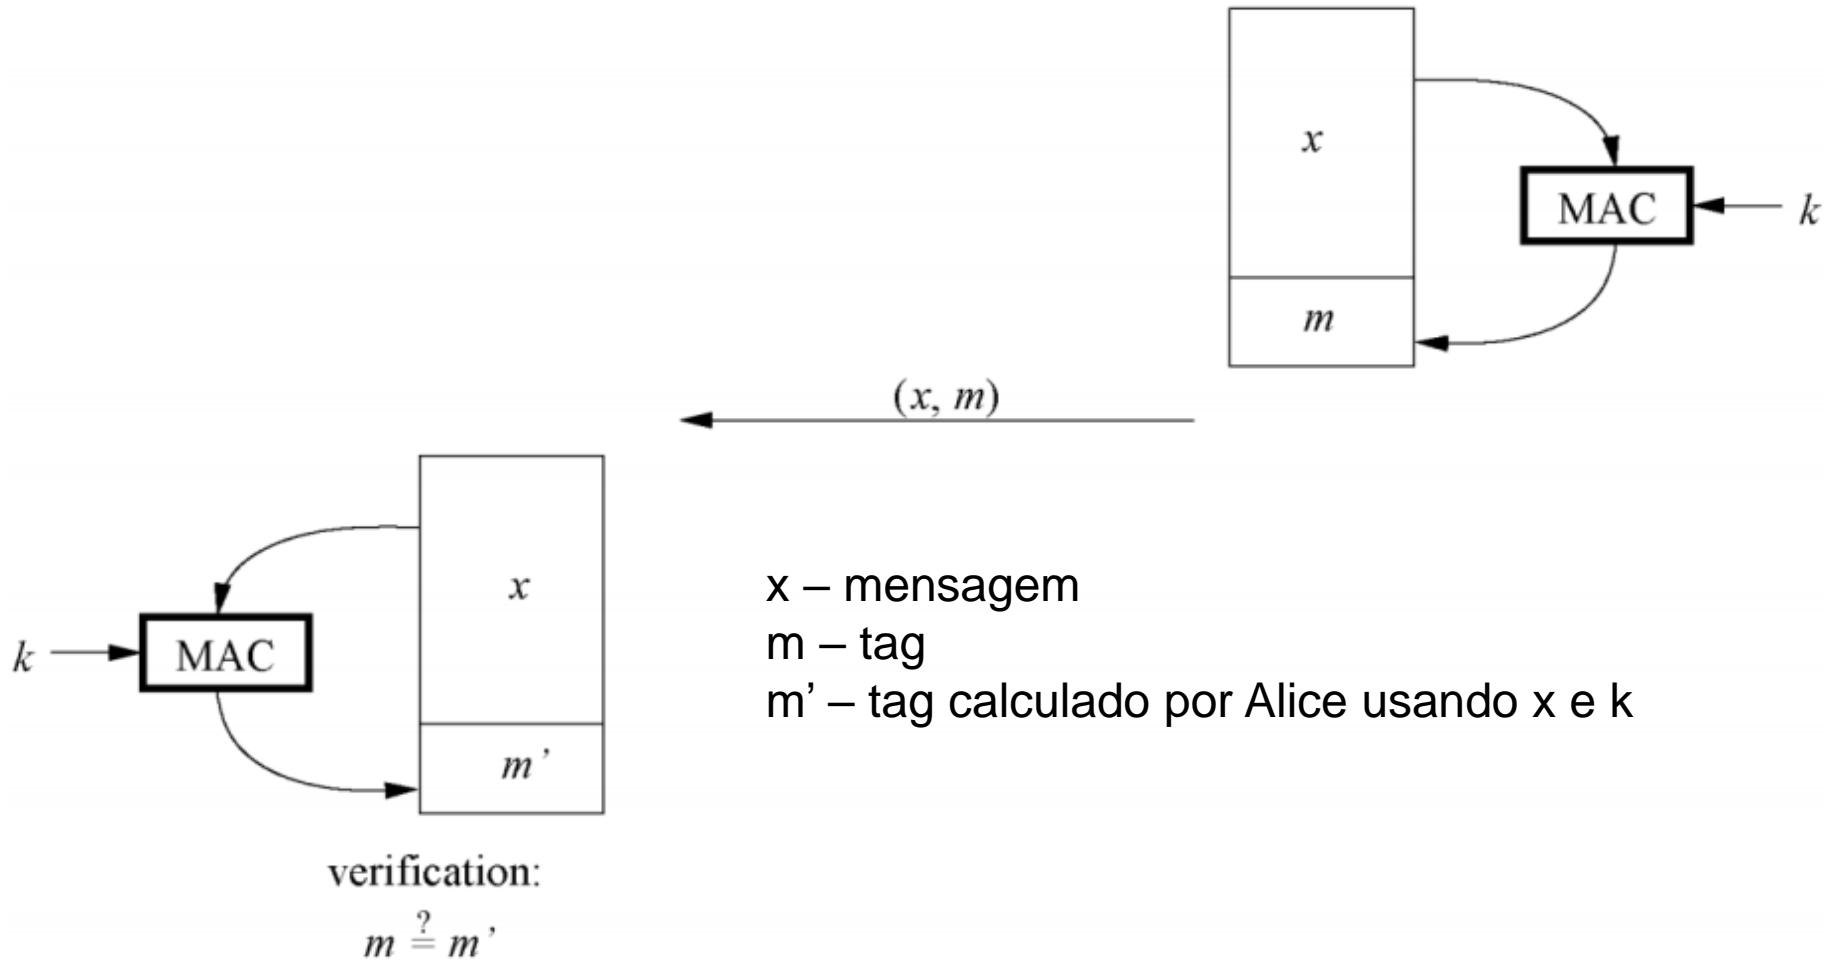 x
MAC
k
m
(x, m)
x
k
MAC
m’
x – mensagem
m – tag
m’ – tag calculado por Alice usando x e k
verification:
m ≟ m’